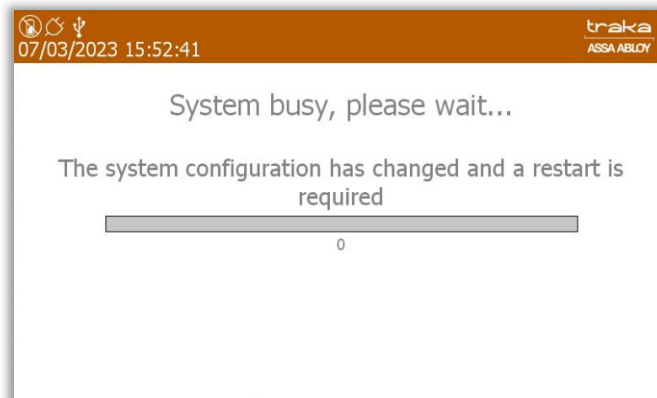 traka
07/03/2023 15:52:41
ASSA ABLOY
System busy, please wait...
The system configuration has changed and a restart is
required
0